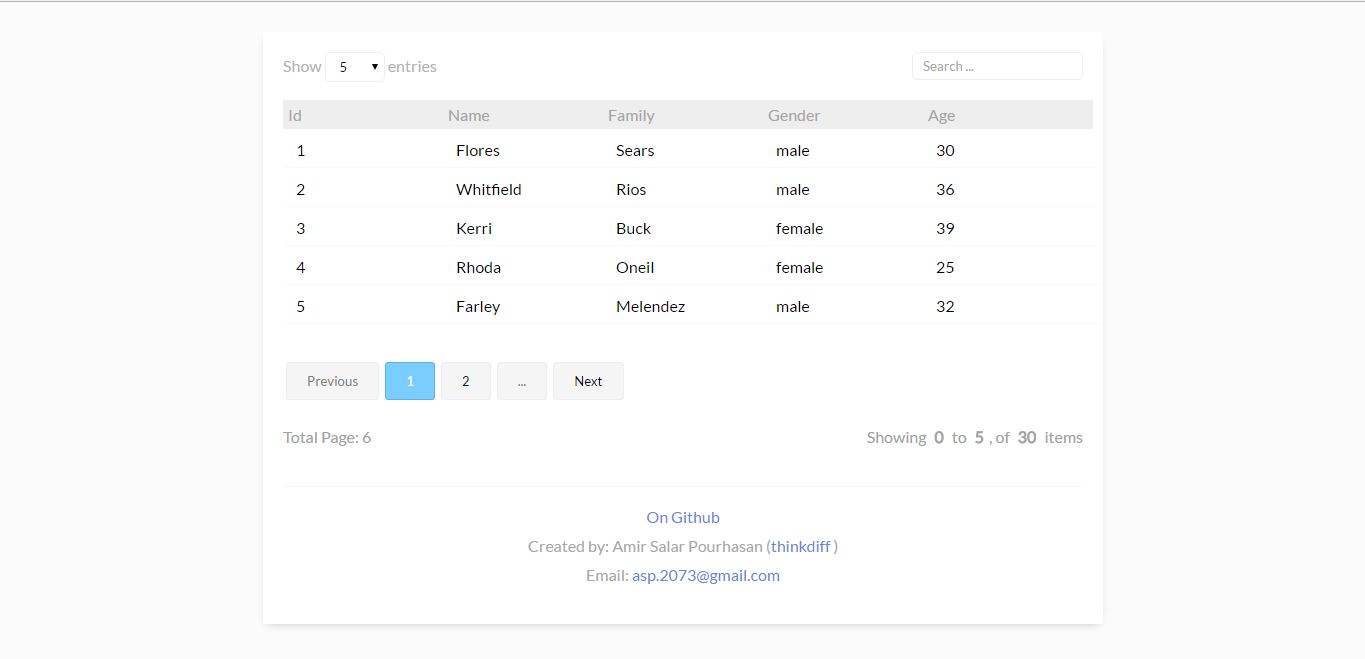 Show 5 entries Search ...
Id Name Family Gender Age
1 Flores Sears male 30
2 Whitfield Rios male 36
3 Kerri Buck female 39
4 Rhoda Oneil female 25
5 Farley Melendez male 32
Previous 1 2 ... Next
Total Page: 6 Showing 0 to 5 , of 30 items
On Github
Created by: Amir Salar Pourhasan (thinkdiff )
Email: asp.2073@gmail.com